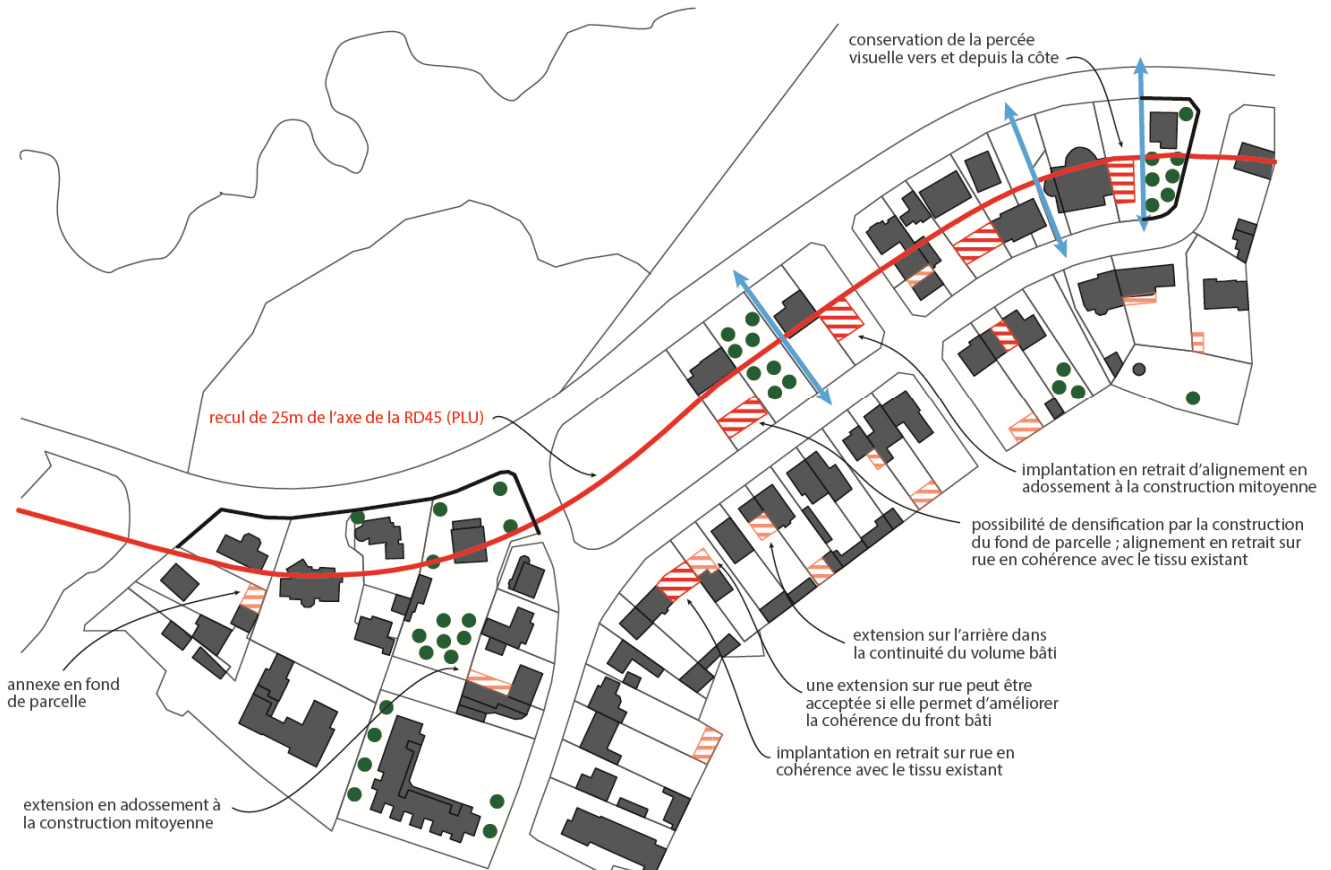 conservation de la percée
visuelle vers et depuis la côte
recul de 25m de l'axe de la RD45 (PLU)
implantation en retrait d'alignement en
adossement à la construction mitoyenne
possibilité de densification par la construction
du fond de parcelle ; alignement en retrait sur
rue en cohérence avec le tissu existant
extension sur l'arrière dans
la continuité du volume bâti
une extension sur rue peut être
acceptée si elle permet d'améliorer
la cohérence du front bâti
implantation en retrait sur rue en
cohérence avec le tissu existant
annexe en fond
de parcelle
extension en adossement à
la construction mitoyenne